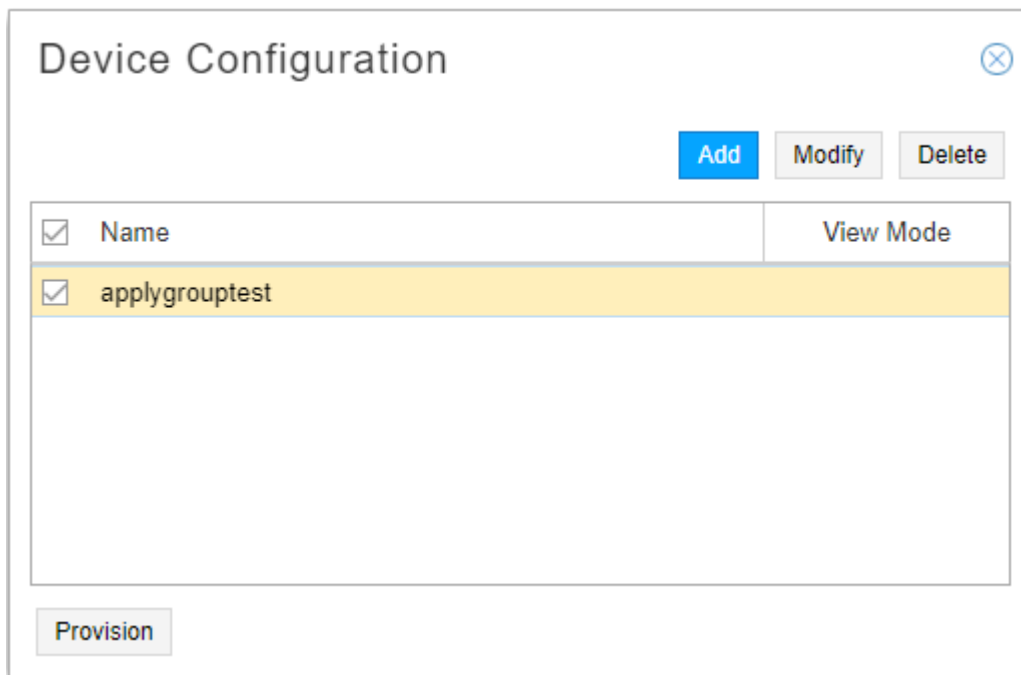 Device Configuration
Add Modify Delete
Name View Mode
applygrouptest
Provision